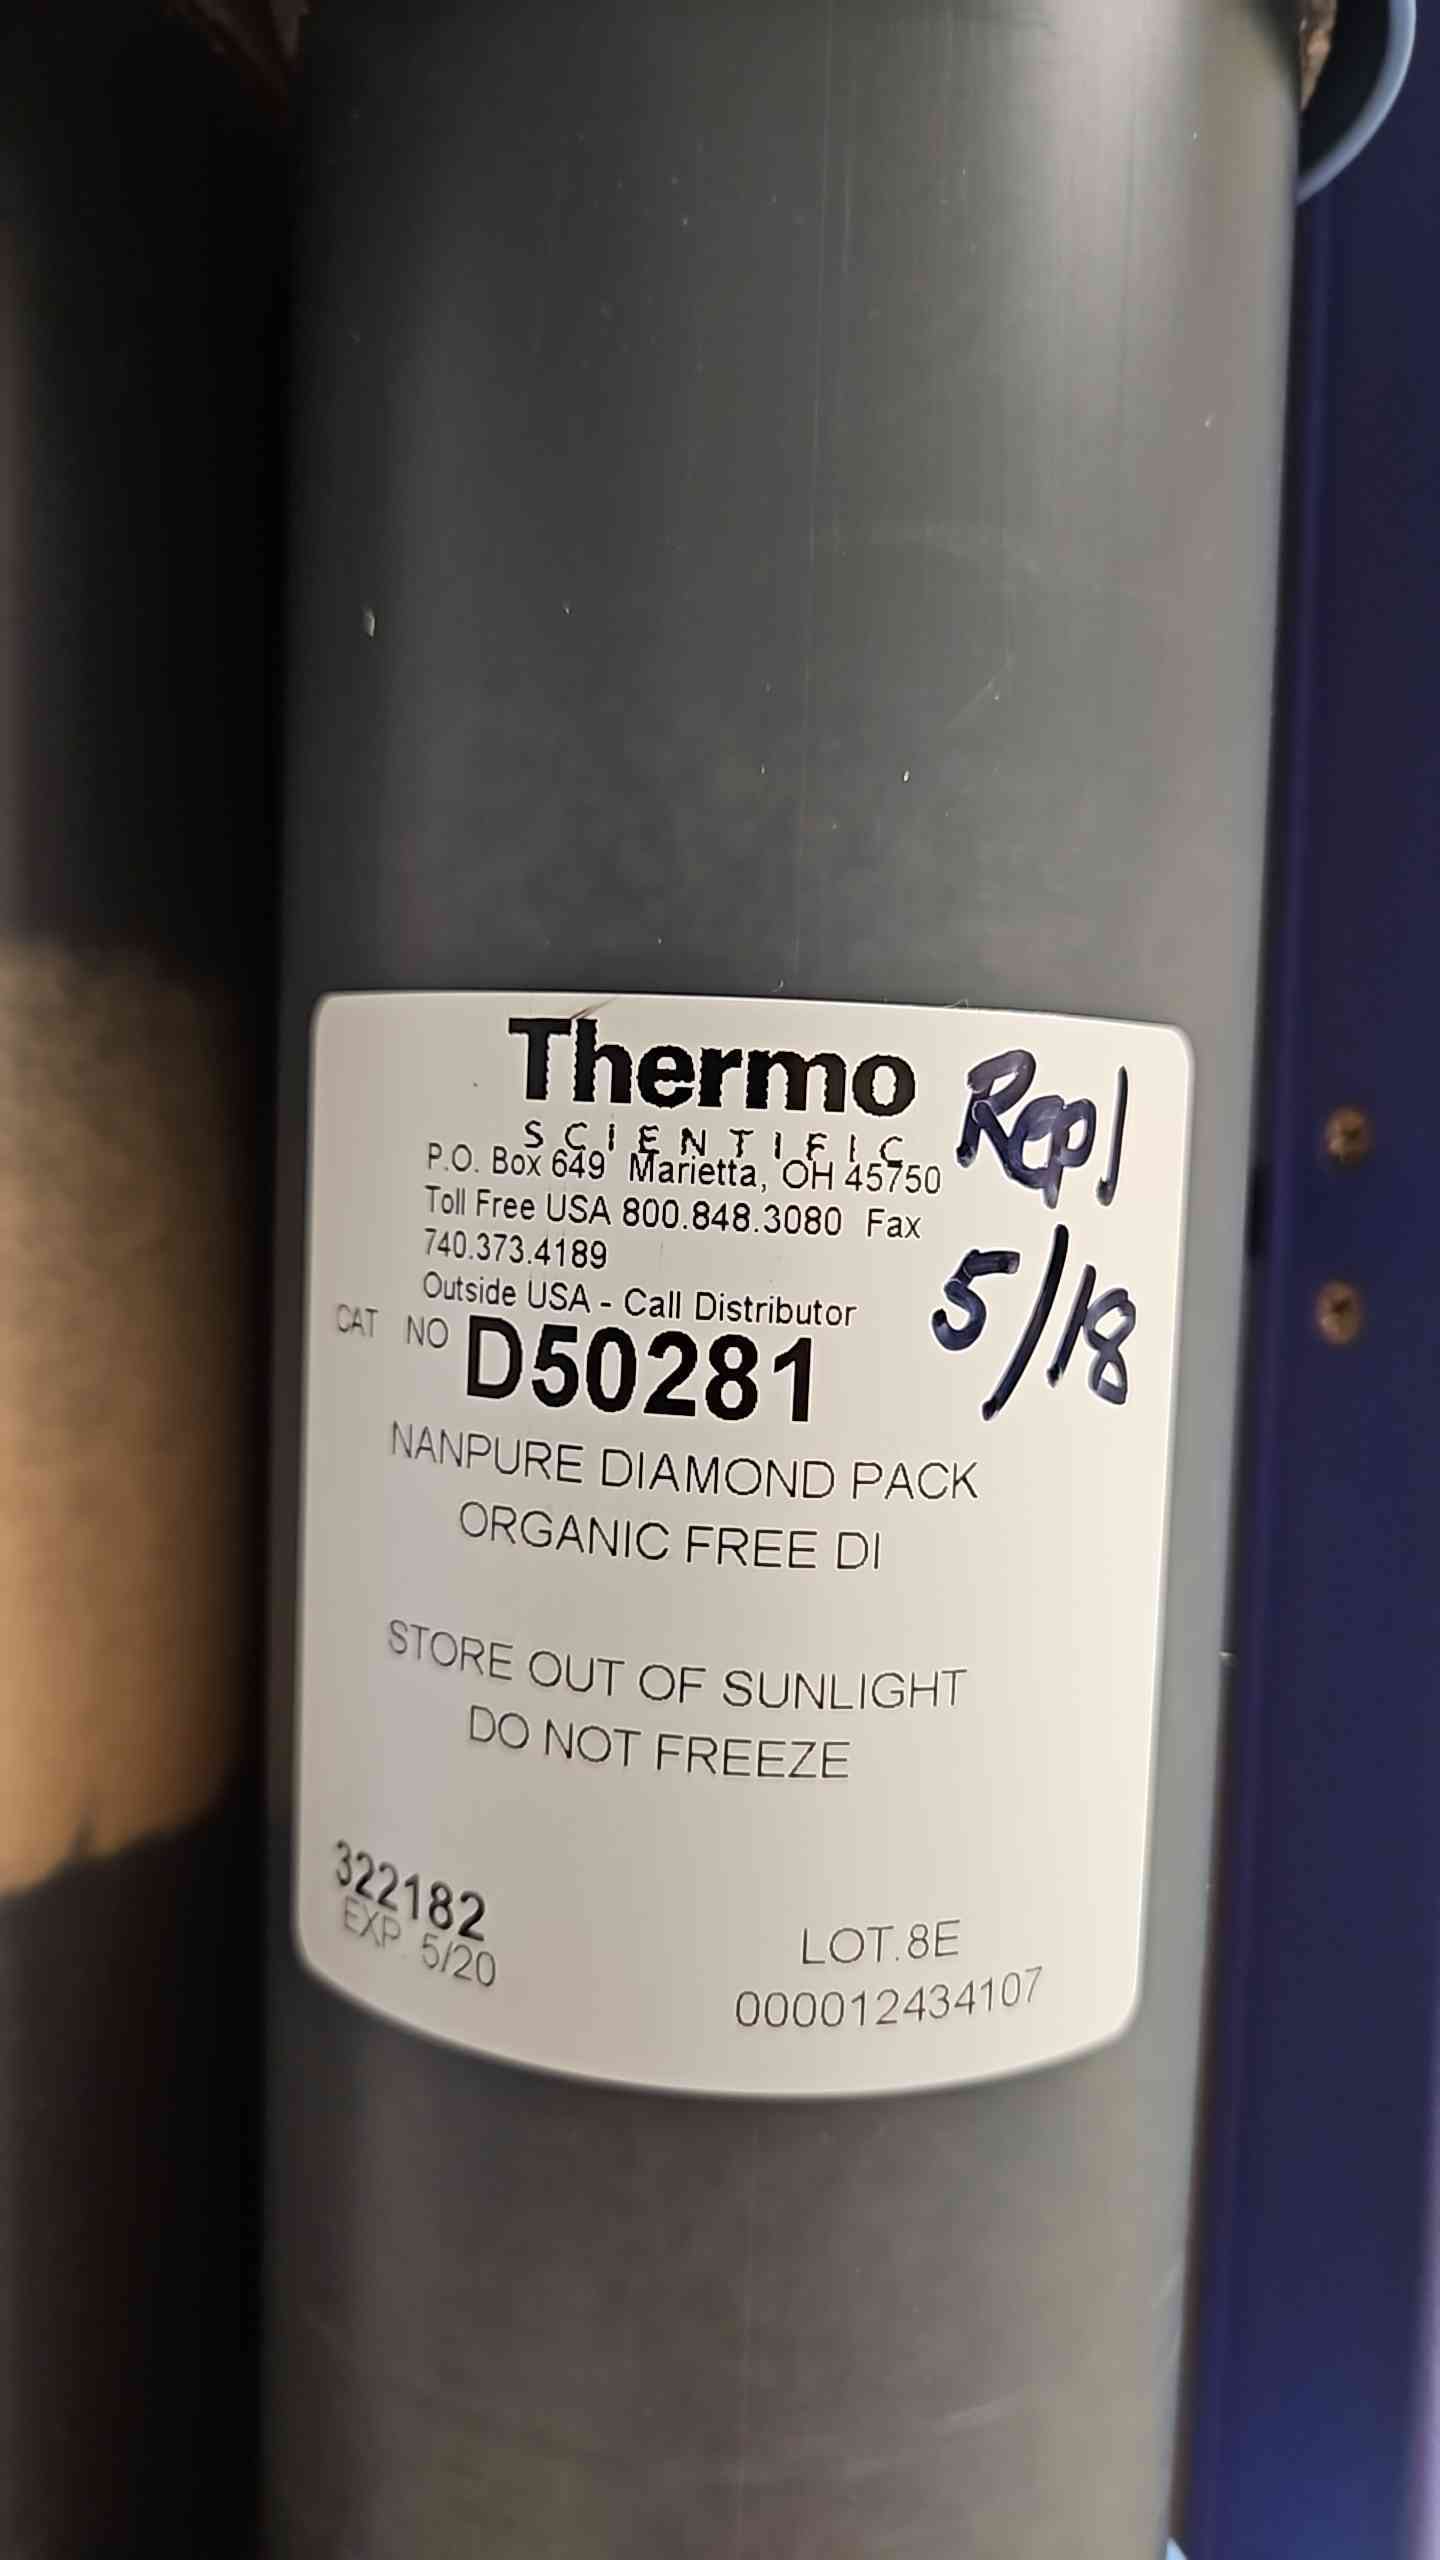 Thermo
SCIENTIFIC
P.O. Box 649 Marietta, OH 45750
Toll Free USA 800.848.3080 Fax
740.373.4189
Outside USA - Call Distributor
CAT NO D50281
Repl
5/18
NANPURE DIAMOND PACK
ORGANIC FREE DI
STORE OUT OF SUNLIGHT
DO NOT FREEZE
322182
EXP. 5/20
LOT.8E
000012434107